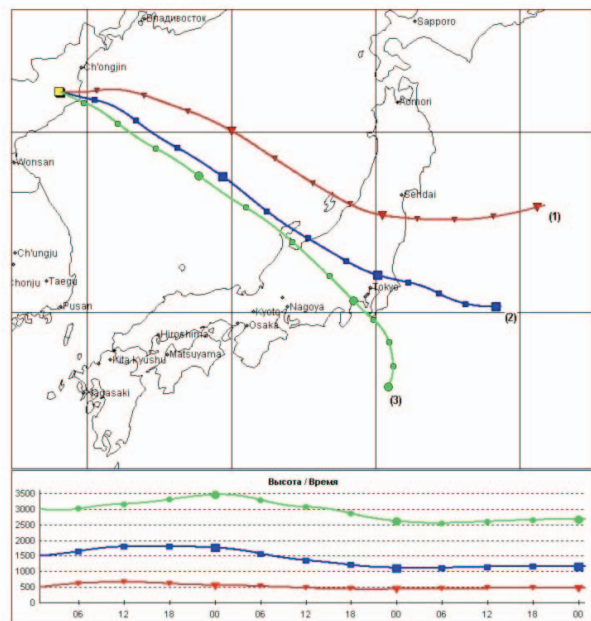 Владивосток
Sapporo
Ch'ongjin
Aomori
Wonsan
Sendai
(1)
Ch'ungju
Chonju
Taegu
Pusan
Tokyo
Nagoya
Kyoto
Osaka
(2)
Hiroshima
Matsuyama
Kita Kyushu
Nagasaki
(3)
Высота / Время
3500
3000
2500
2000
1500
1000
500
0
06 12 18 00 06 12 18 00 06 12 18 00